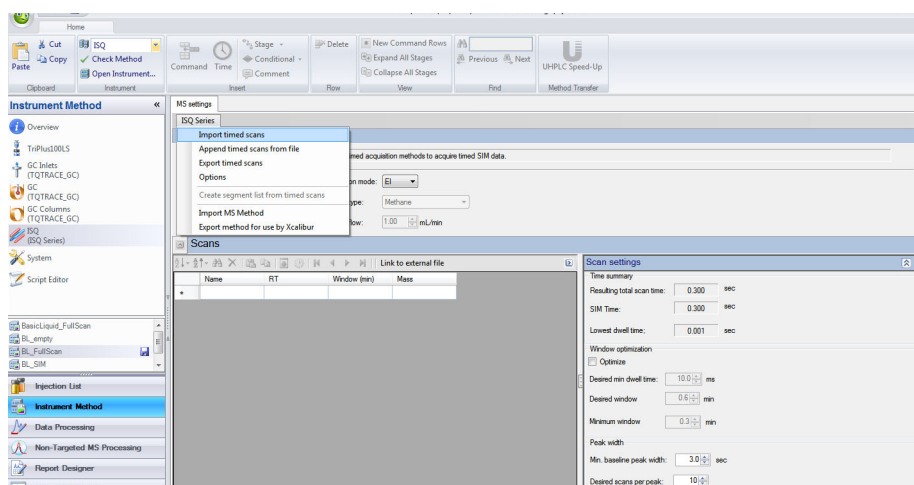 Home
Paste
Cut
Copy
Clipboard
ISQ
Check Method
Open Instrument...
Instrument
Command
Time
Stage
Conditional
Comment
Insert
Delete
Row
New Command Rows
Expand All Stages
Collapse All Stages
View
Previous
Next
Find
UHPLC Speed-Up
Method Transfer
Instrument Method
Overview
TriPlus100LS
GC Inlets
(TQTRACE_GC)
GC
(TQTRACE_GC)
GC Columns
(TQTRACE_GC)
ISQ
(ISQ Series)
System
Script Editor
BasicLiquid_FullScan
BL_empty
BL_FullScan
BL_SIM
Injection List
Instrument Method
Data Processing
Non-Targeted MS Processing
Report Designer
MS settings
ISQ Series
Import timed scans
Append timed scans from file
Export timed scans
Options
Create segment list from timed scans
Import MS Method
Export method for use by Xcalibur
med acquisition methods to acquire timed SIM data.
on mode: EI
ype: Methane
ow: 1.00 mL/min
Scans
Link to external file
Name RT Window (min) Mass
Scan settings
Time summary
Resulting total scan time: 0.300 sec
SIM Time: 0.300 sec
Lowest dwell time; 0.001 sec
Window optimization
Optimize
Desired min dwell time: 10.0 ms
Desired window 0.6 min
Minimum window 0.3 min
Peak width
Min. baseline peak width: 3.0 sec
Desired scans per peak: 10